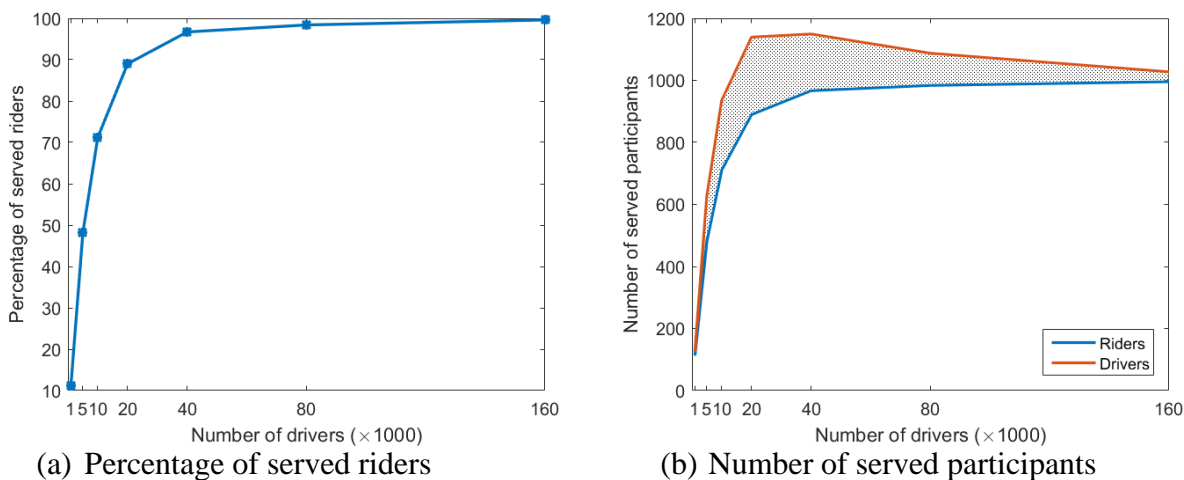 100
90
80
70
60
50
40
30
20
10
Percentage of served riders
1 5 10 20 40 80 160
Number of drivers (×1000)
(a) Percentage of served riders
1200
1000
800
600
400
200
0
Number of served participants
Riders
Drivers
1 5 10 20 40 80 160
Number of drivers (×1000)
(b) Number of served participants